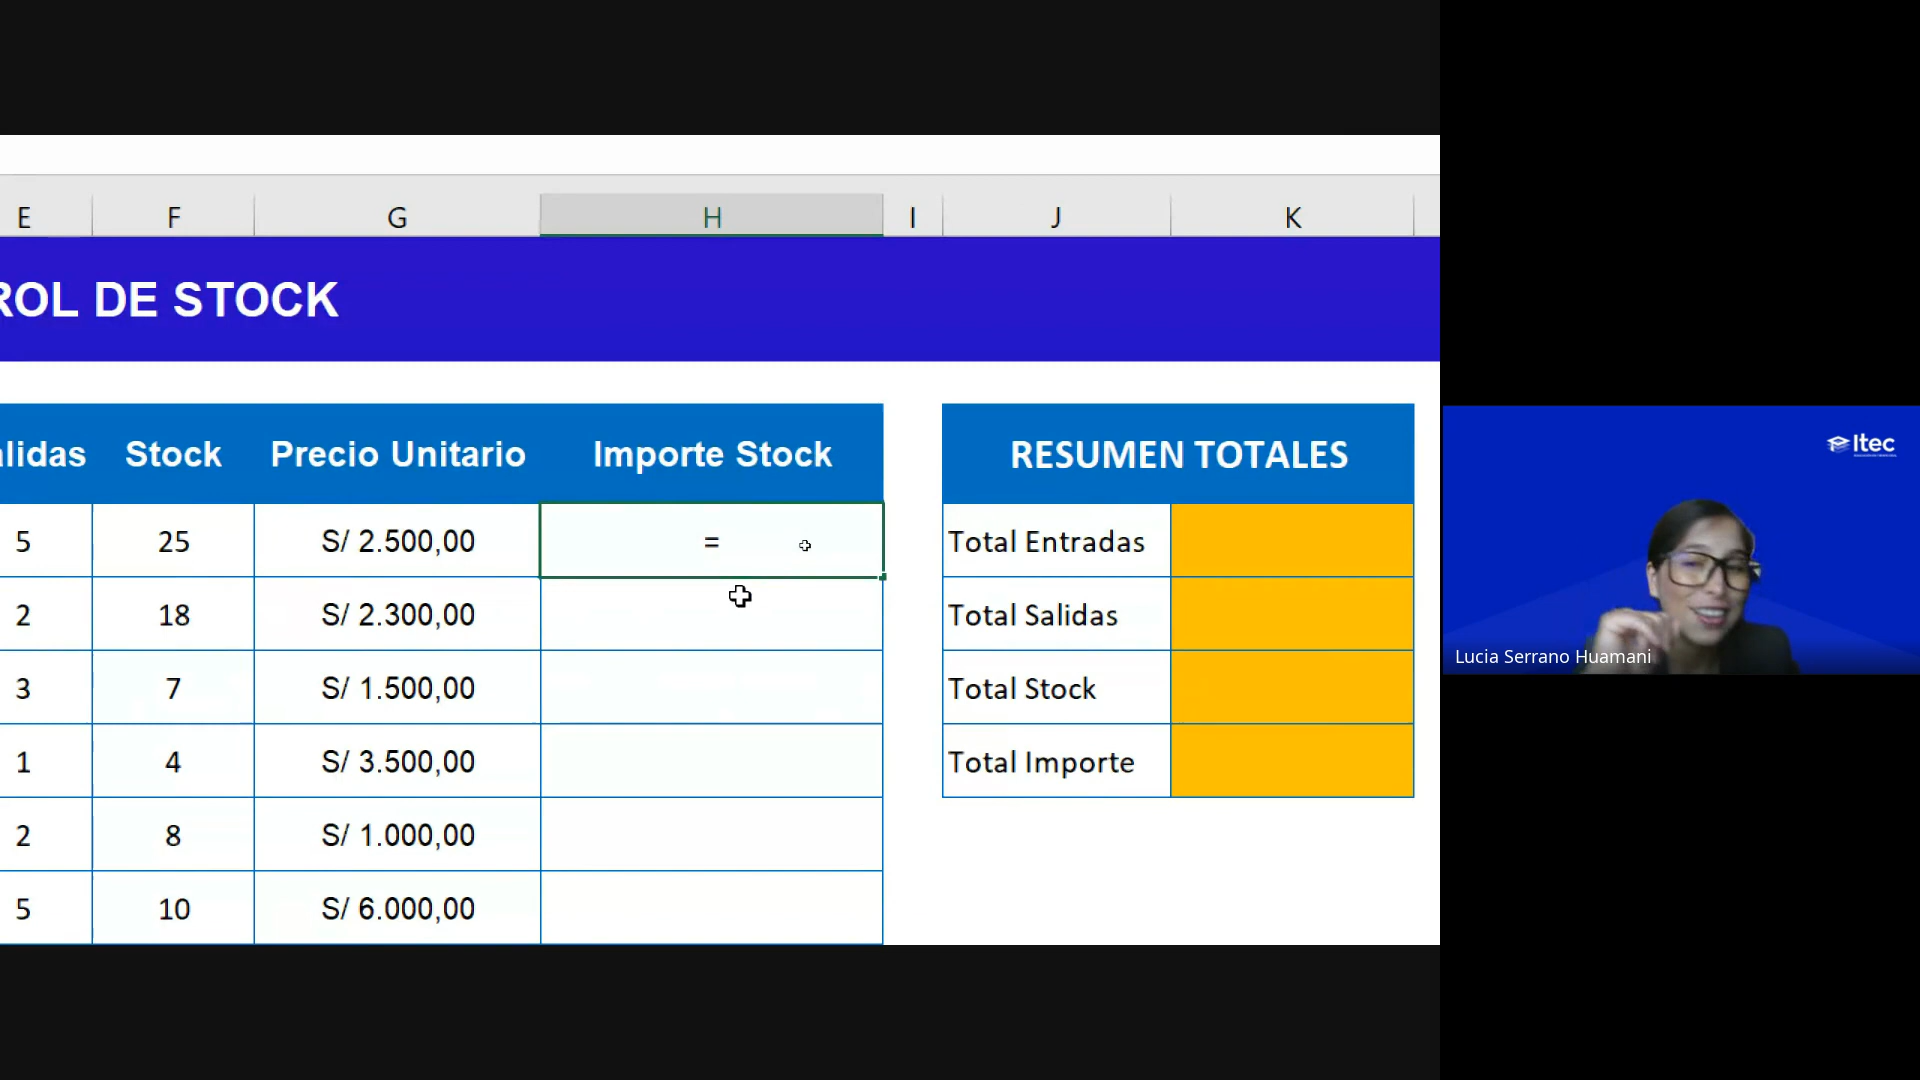 E F G H I J K
ROL DE STOCK
alidas Stock Precio Unitario Importe Stock RESUMEN TOTALES
5 25 S/ 2.500,00 = Total Entradas
2 18 S/ 2.300,00 Total Salidas
3 7 S/ 1.500,00 Total Stock
1 4 S/ 3.500,00 Total Importe
2 8 S/ 1.000,00
5 10 S/ 6.000,00
Itec
Lucia Serrano Huamani